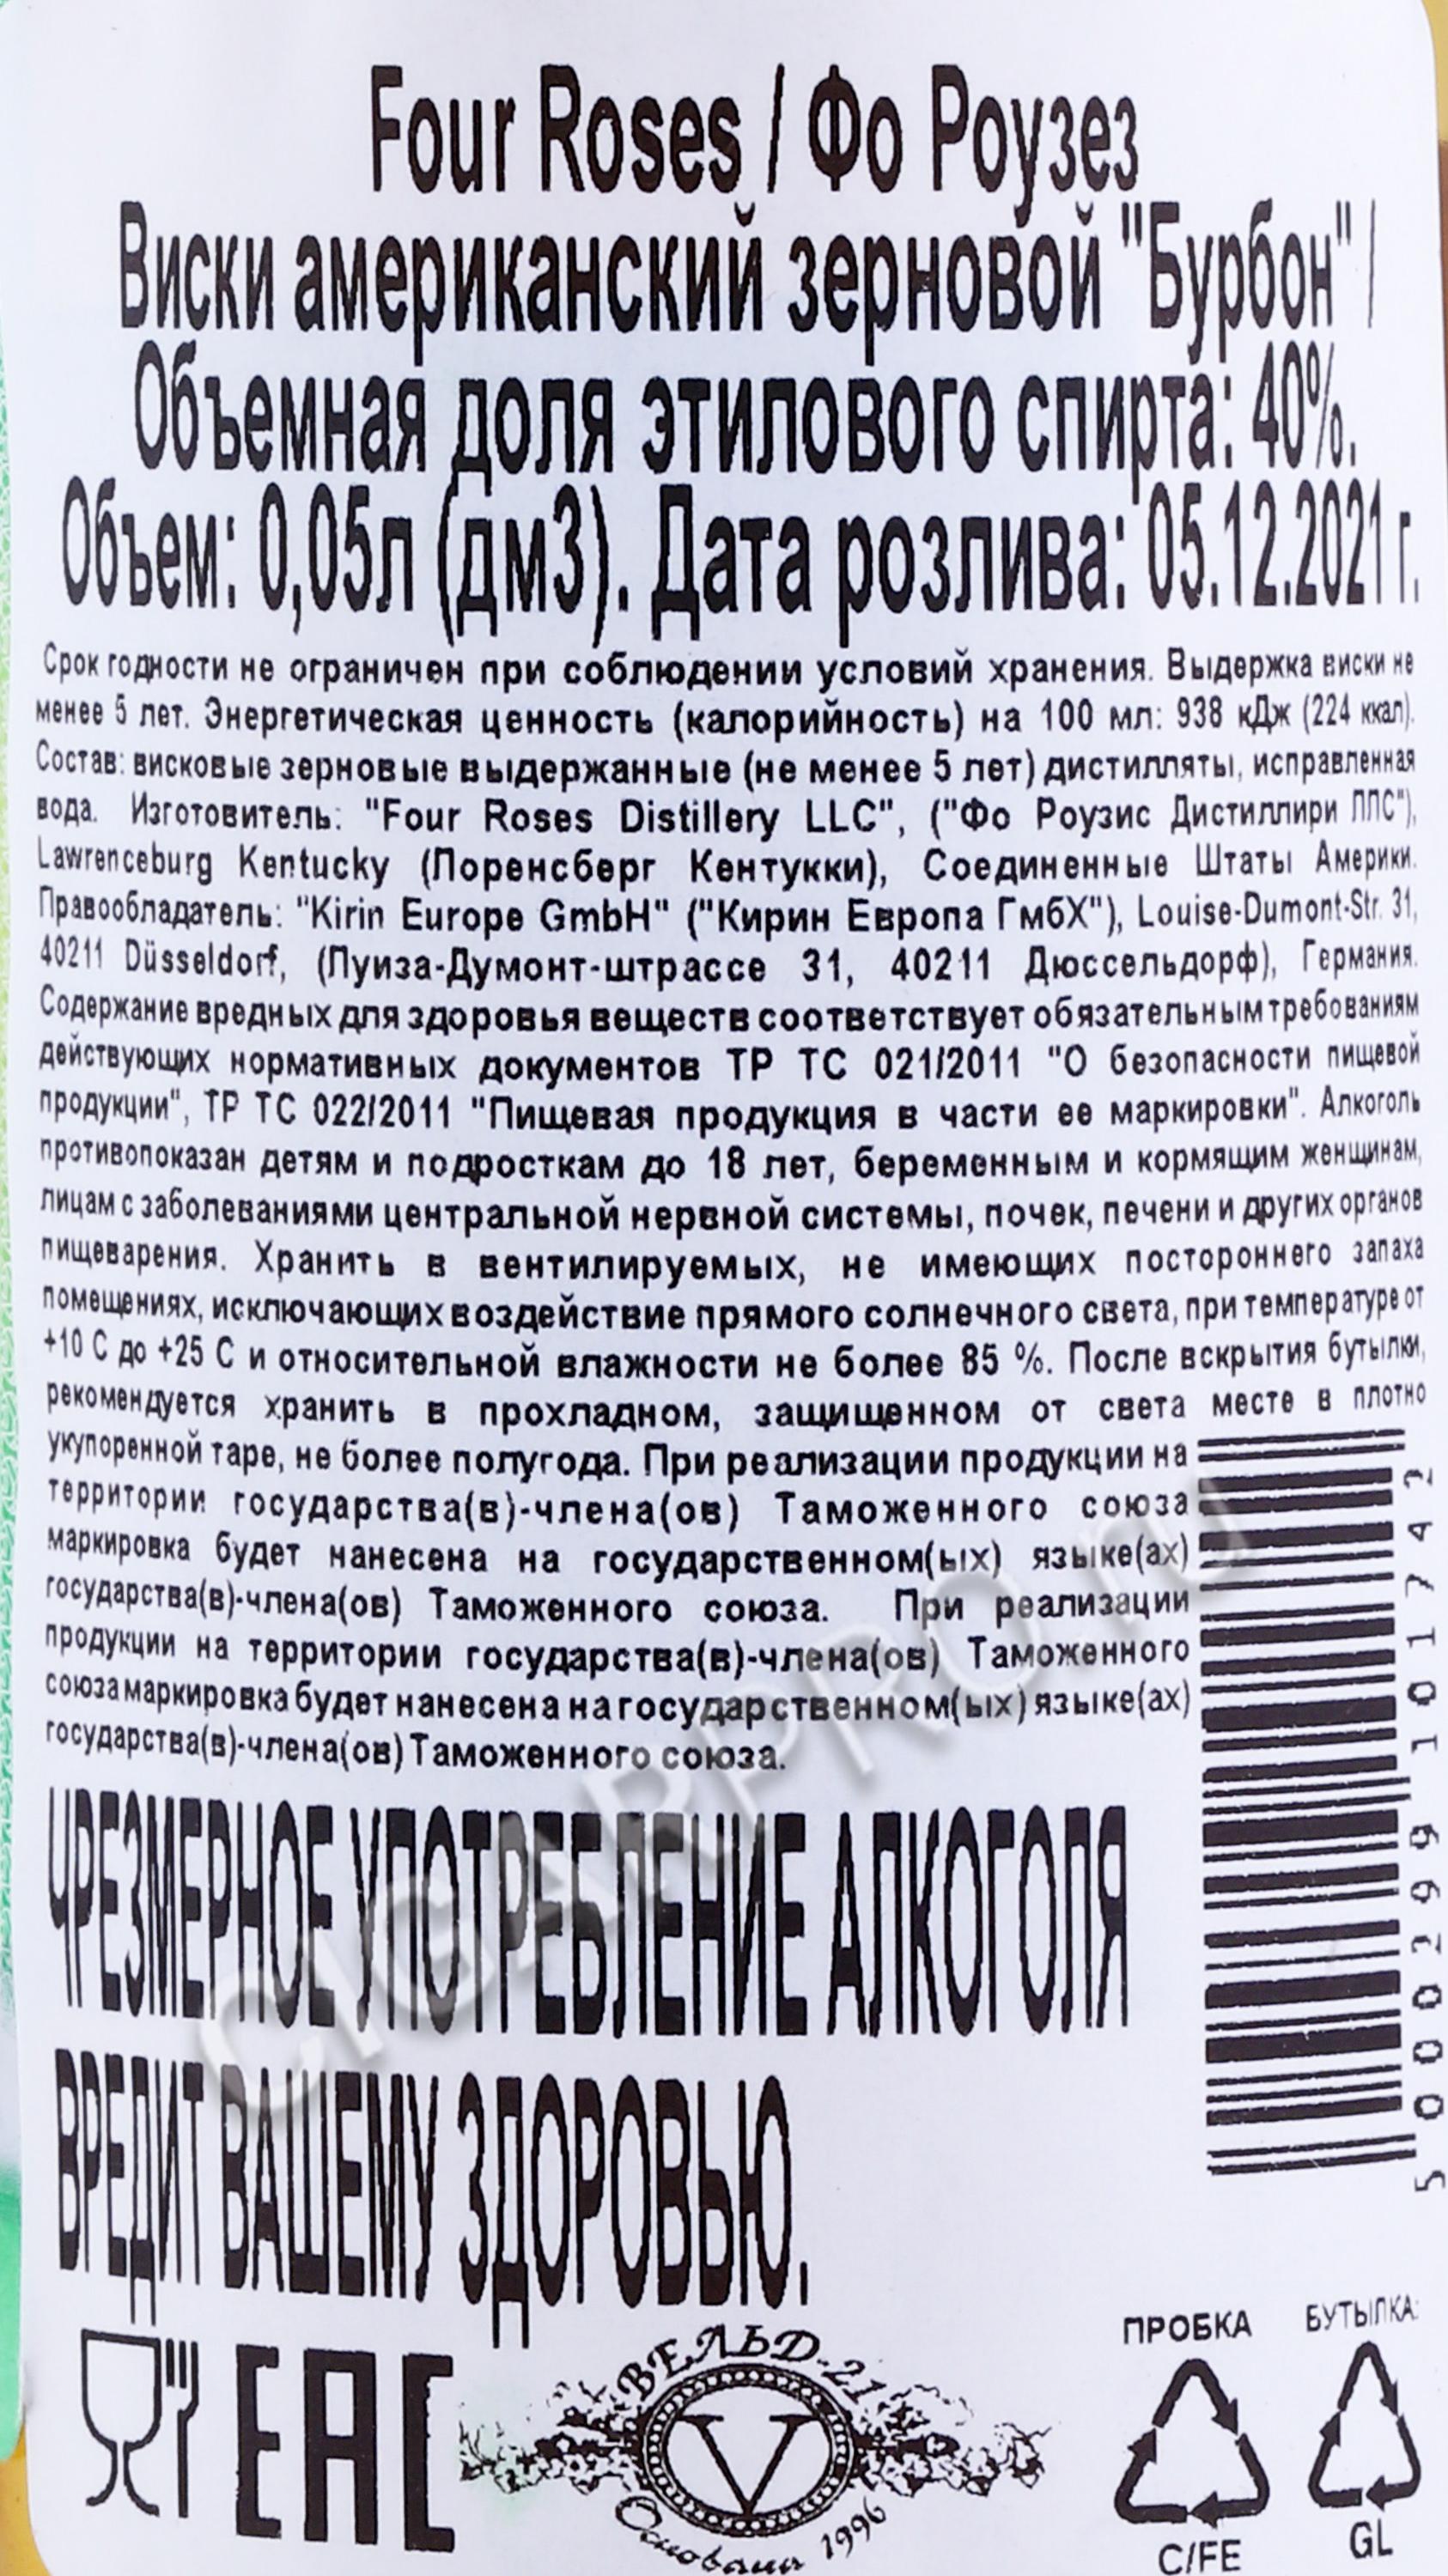 Four Roses / Фо Роузез
Виски американский зерновой "Бурбон" /
Объемная доля этилового спирта: 40%.
Объем: 0,05л (дм3). Дата розлива: 05.12.2021 г.
Срок годности не ограничен при соблюдении условий хранения. Выдержка виски не
менее 5 лет. Энергетическая ценность (калорийность) на 100 мл: 938 кДж (224 ккал).
Состав: висковые зерновые выдержанные (не менее 5 лет) дистилляты, исправленная
вода. Изготовитель: "Four Roses Distillery LLC", ("Фо Роузис Дистиллири ЛЛС"),
Lawrenceburg Kentucky (Лоренсберг Кентукки), Соединенные Штаты Америки.
Правообладатель: "Kirin Europe GmbH" ("Кирин Европа ГмбХ"), Louise-Dumont-Str. 31,
40211 Düsseldorf, (Луиза-Думонт-штрассе 31, 40211 Дюссельдорф), Германия.
Содержание вредных для здоровья веществ соответствует обязательным требованиям
действующих нормативных документов ТР ТС 021/2011 "О безопасности пищевой
продукции", ТР ТС 022/2011 "Пищевая продукция в части ее маркировки". Алкоголь
противопоказан детям и подросткам до 18 лет, беременным и кормящим женщинам,
лицам с заболеваниями центральной нервной системы, почек, печени и других органов
пищеварения. Хранить в вентилируемых, не имеющих постороннего запаха
помещениях, исключающих воздействие прямого солнечного света, при температуре от
+10 С до +25 С и относительной влажности не более 85 %. После вскрытия бутылки,
рекомендуется хранить в прохладном, защищенном от света месте в плотно
укупоренной таре, не более полугода. При реализации продукции на
территории государства(в)-члена(ов) Таможенного союза
маркировка будет нанесена на государственном(ых) языке(ах)
государства(в)-члена(ов) Таможенного союза. При реализации
продукции на территории государства(в)-члена(ов) Таможенного
союза маркировка будет нанесена на государственном(ых) языке(ах)
государства(в)-члена(ов) Таможенного союза.
5000299101742
ЧРЕЗМЕРНОЕ УПОТРЕБЛЕНИЕ АЛКОГОЛЯ
ВРЕДИТ ВАШЕМУ ЗДОРОВЬЮ.
CIGARPRO.ru
EAC
ВЕЛЬД-21
V
Основана 1996
ПРОБКА
C/FE
БУТЫЛКА:
GL